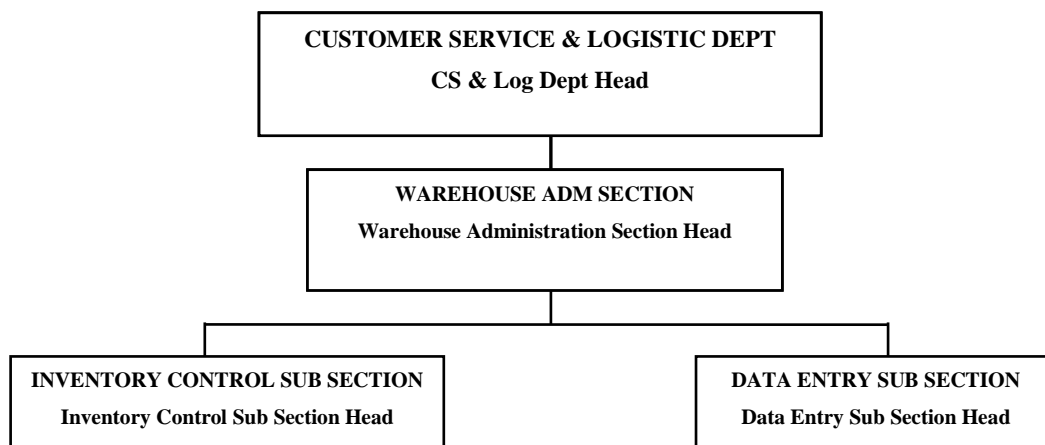 CUSTOMER SERVICE & LOGISTIC DEPT
CS & Log Dept Head
WAREHOUSE ADM SECTION
Warehouse Administration Section Head
INVENTORY CONTROL SUB SECTION
Inventory Control Sub Section Head
DATA ENTRY SUB SECTION
Data Entry Sub Section Head